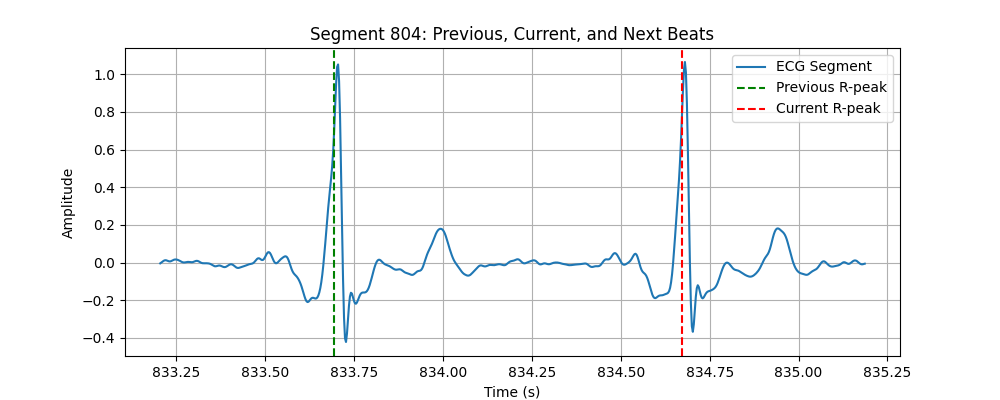 Segment 804: Previous, Current, and Next Beats
ECG Segment
Previous R-peak
Current R-peak
Amplitude
1.0
0.8
0.6
0.4
0.2
0.0
−0.2
−0.4
833.25 833.50 833.75 834.00 834.25 834.50 834.75 835.00 835.25
Time (s)